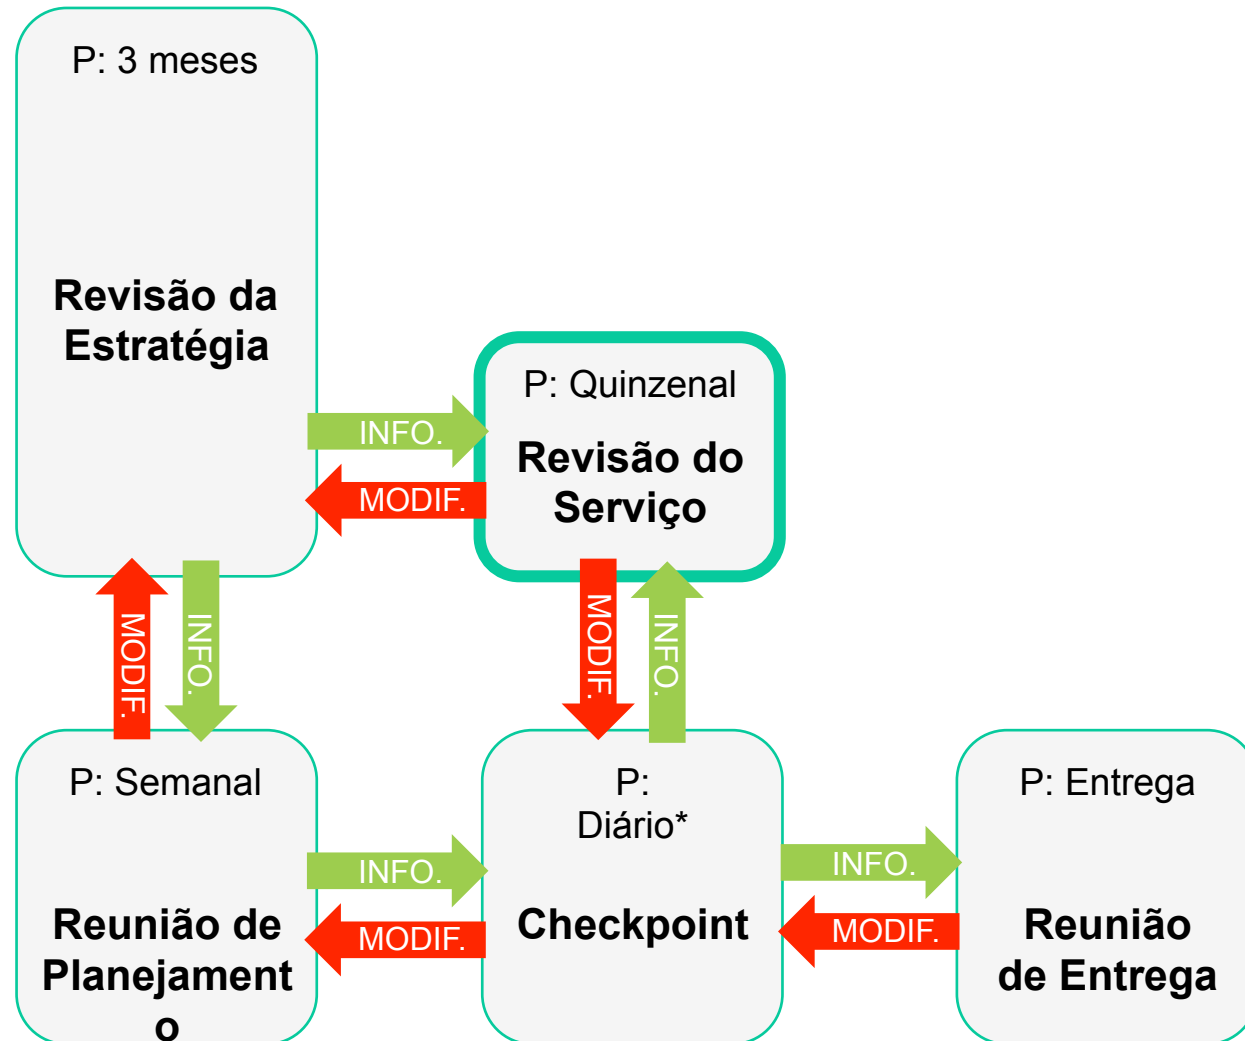 P: 3 meses
Revisão da
Estratégia
P: Quinzenal
Revisão do
Serviço
INFO.
MODIF.
MODIF.
INFO.
MODIF.
INFO.
P: Semanal
Reunião de
Planejament
o
INFO.
MODIF.
P:
Diário*
Checkpoint
INFO.
MODIF.
P: Entrega
Reunião
de Entrega